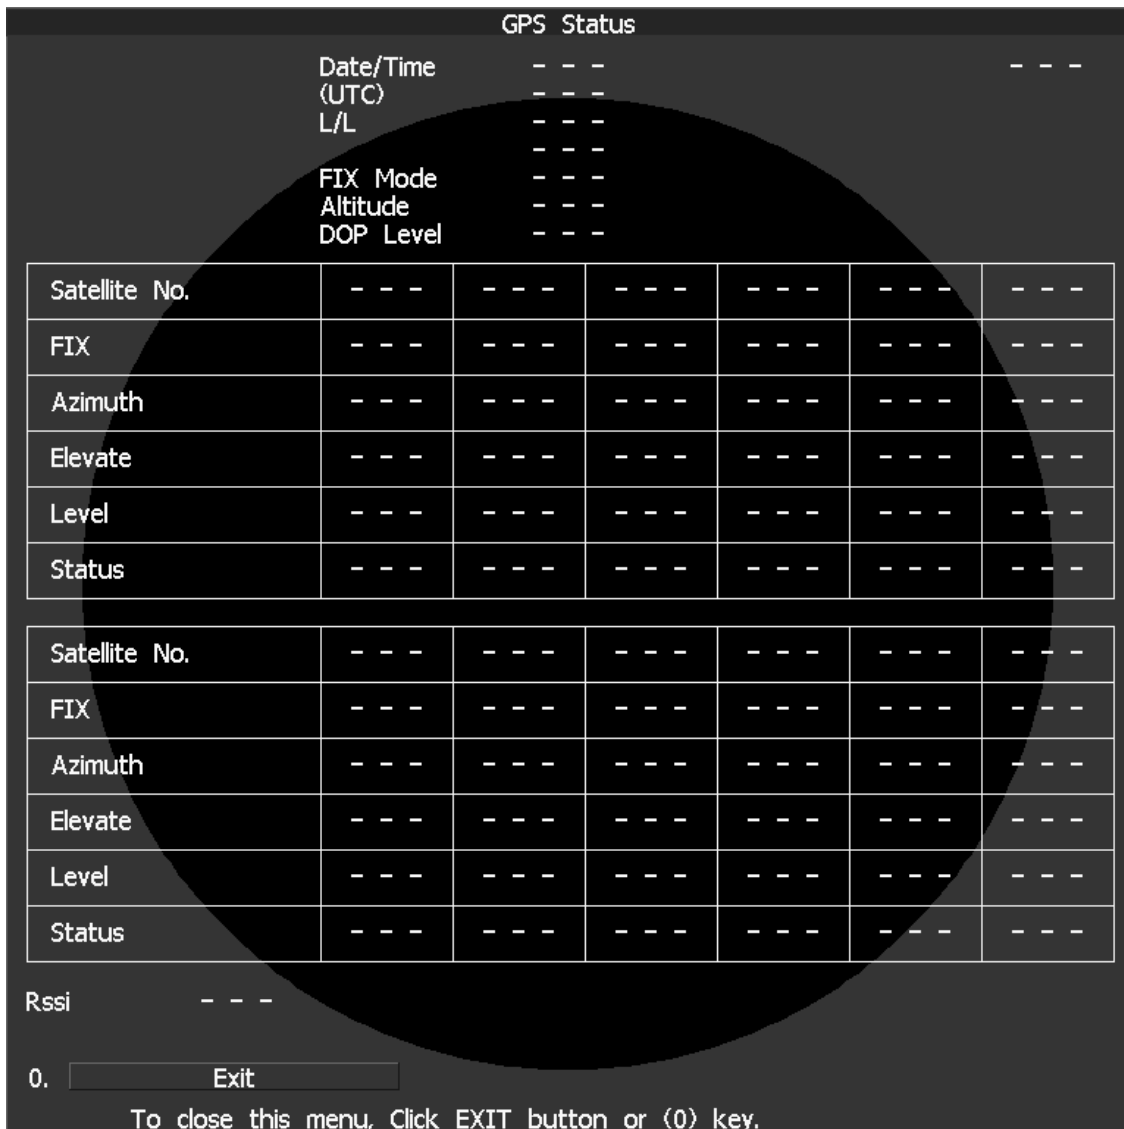 GPS Status
Date/Time - - - - - -
(UTC) - - -
L/L - - -
- - -
FIX Mode - - -
Altitude - - -
DOP Level - - -
Satellite No. - - - - - - - - - - - - - - - - - -
FIX - - - - - - - - - - - - - - - - - -
Azimuth - - - - - - - - - - - - - - - - - -
Elevate - - - - - - - - - - - - - - - - - -
Level - - - - - - - - - - - - - - - - - -
Status - - - - - - - - - - - - - - - - - -
Satellite No. - - - - - - - - - - - - - - - - - -
FIX - - - - - - - - - - - - - - - - - -
Azimuth - - - - - - - - - - - - - - - - - -
Elevate - - - - - - - - - - - - - - - - - -
Level - - - - - - - - - - - - - - - - - -
Status - - - - - - - - - - - - - - - - - -
Rssi - - -
0. Exit
To close this menu, Click EXIT button or (0) key.